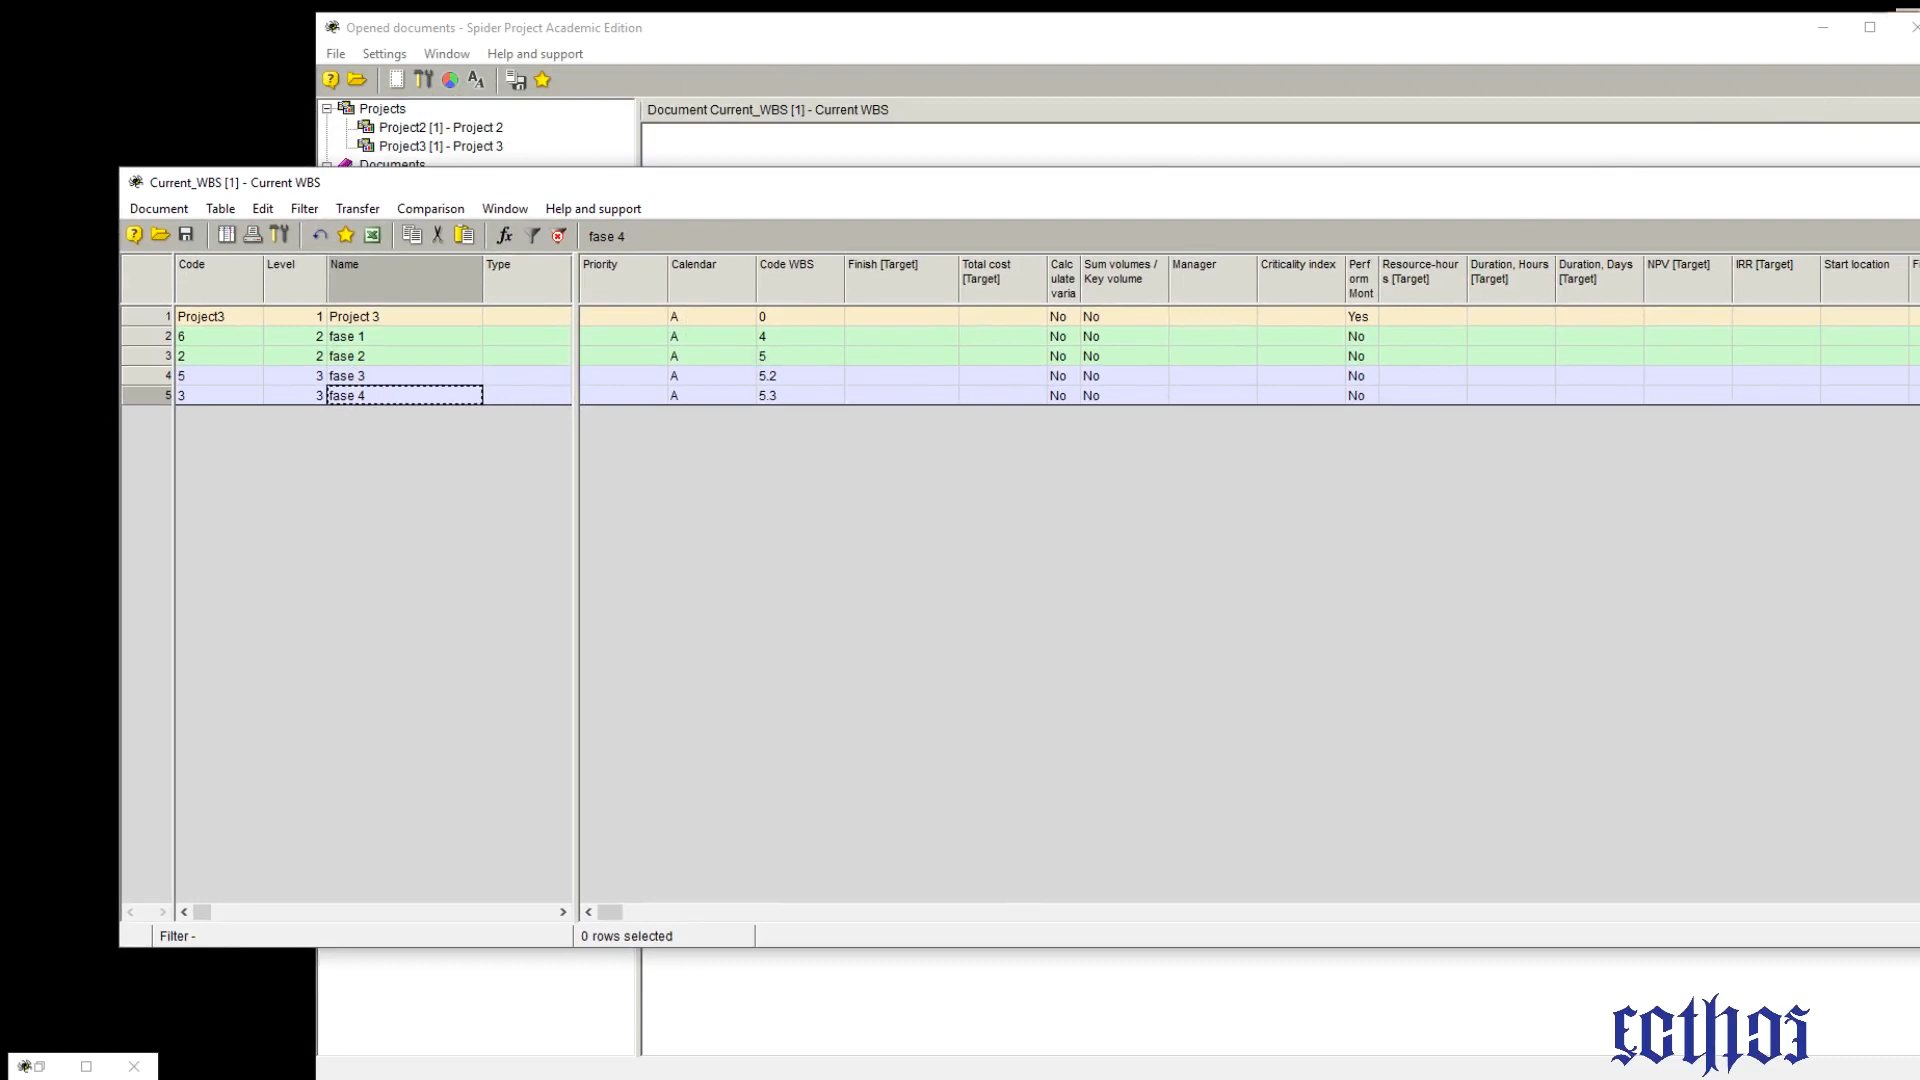 Opened documents - Spider Project Academic Edition
File Settings Window Help and support
Projects
Project2 [1] - Project 2
Project3 [1] - Project 3
Documents
Document Current_WBS [1] - Current WBS
Current_WBS [1] - Current WBS
Document Table Edit Filter Transfer Comparison Window Help and support
fase 4
Code Level Name Type Priority Calendar Code WBS Finish [Target] Total cost [Target] Calc ulate varia Sum volumes / Key volume Manager Criticality index Perf orm Mont Resource-hour s [Target] Duration, Hours [Target] Duration, Days [Target] NPV [Target] IRR [Target] Start location
1 Project3 1 Project 3 A 0 No No Yes
2 6 2 fase 1 A 4 No No No
3 2 2 fase 2 A 5 No No No
4 5 3 fase 3 A 5.2 No No No
5 3 3 fase 4 A 5.3 No No No
Filter - 0 rows selected